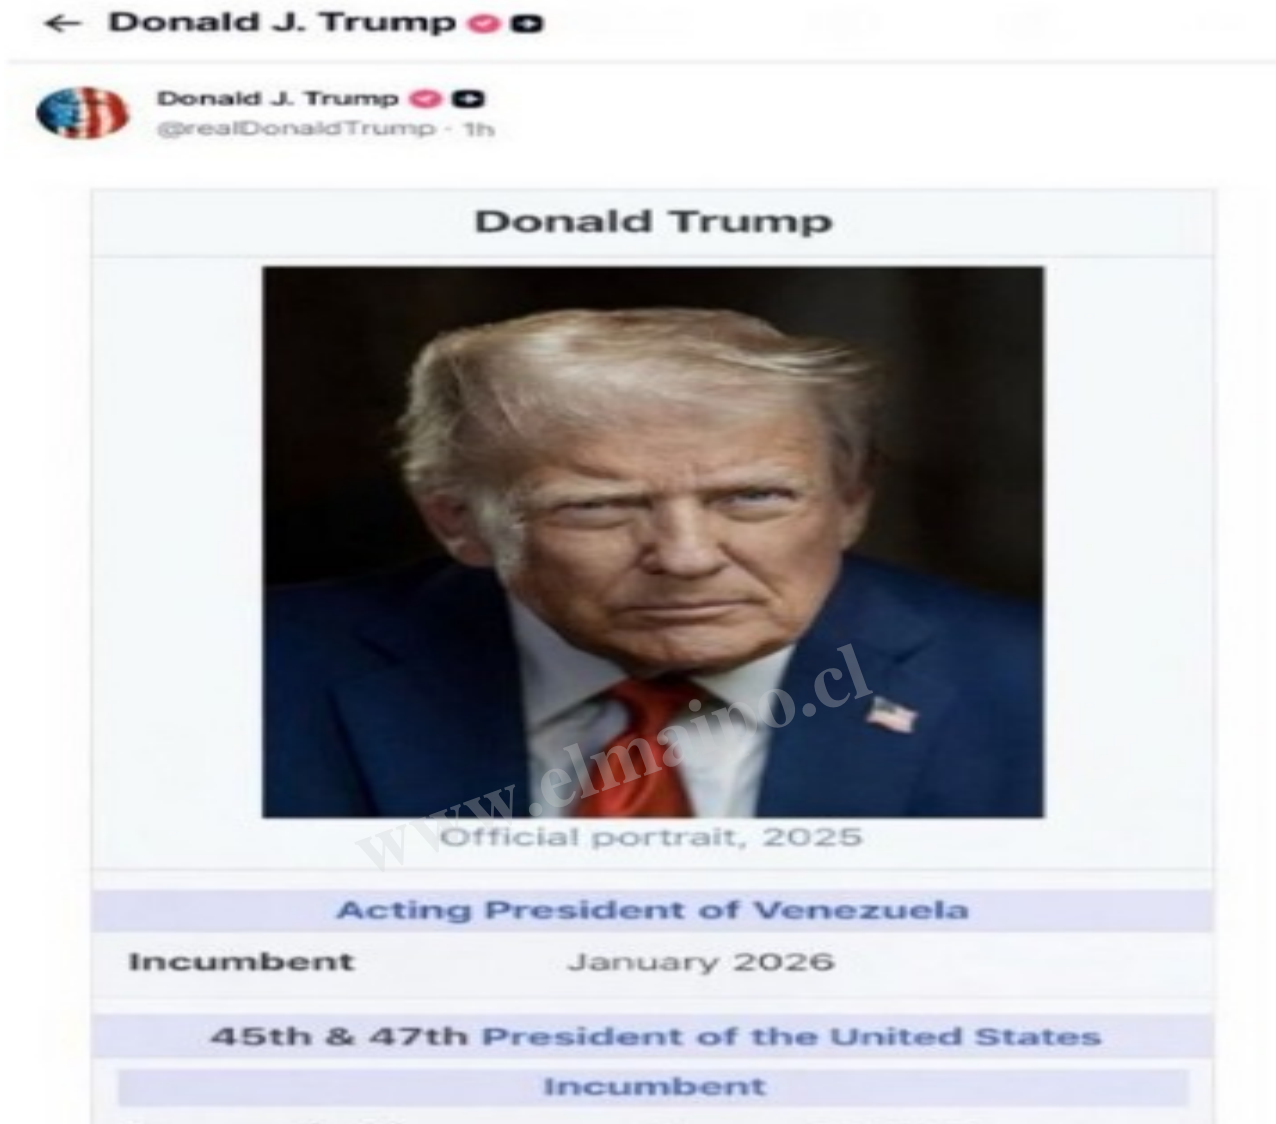 Donald J. Trump
Donald J. Trump
@realDonaldTrump · 1h
Donald Trump
www.elmaipo.cl
Official portrait, 2025
Acting President of Venezuela
Incumbent January 2026
45th & 47th President of the United States
Incumbent